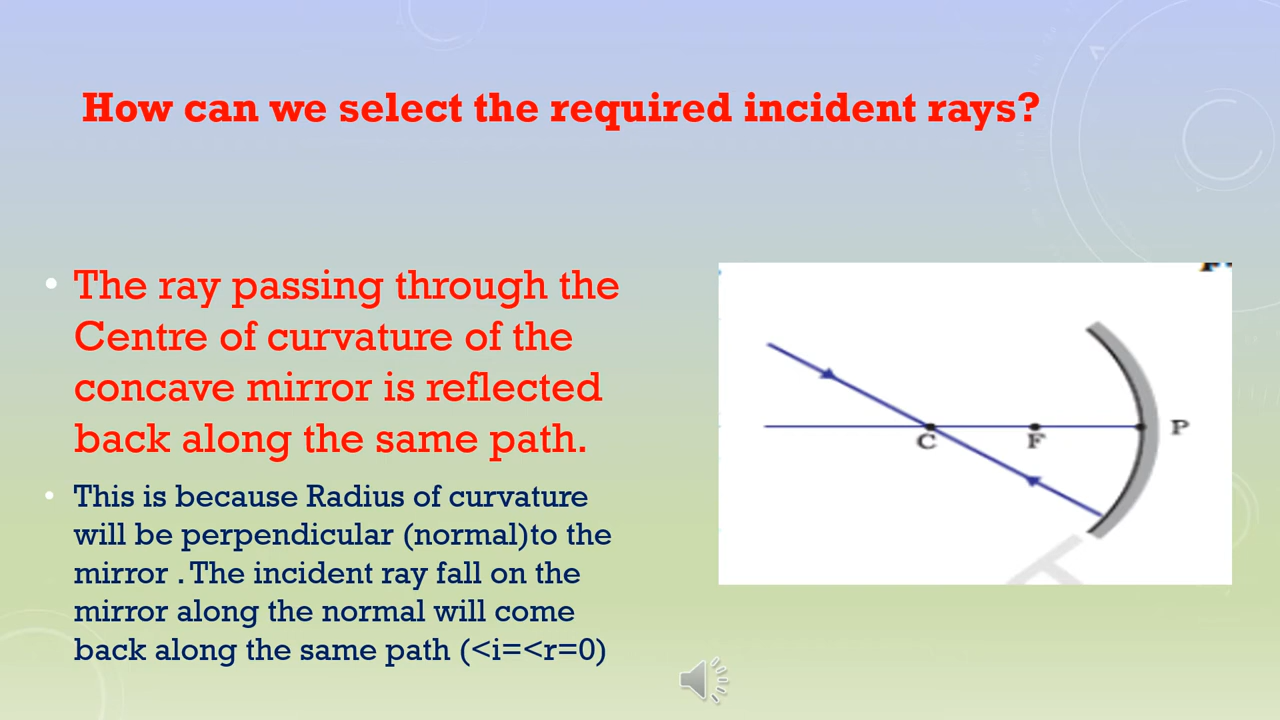 How can we select the required incident rays?
• The ray passing through the
Centre of curvature of the
concave mirror is reflected
back along the same path.
• This is because Radius of curvature
will be perpendicular (normal)to the
mirror . The incident ray fall on the
mirror along the normal will come
back along the same path (<i=<r=0)
C F P